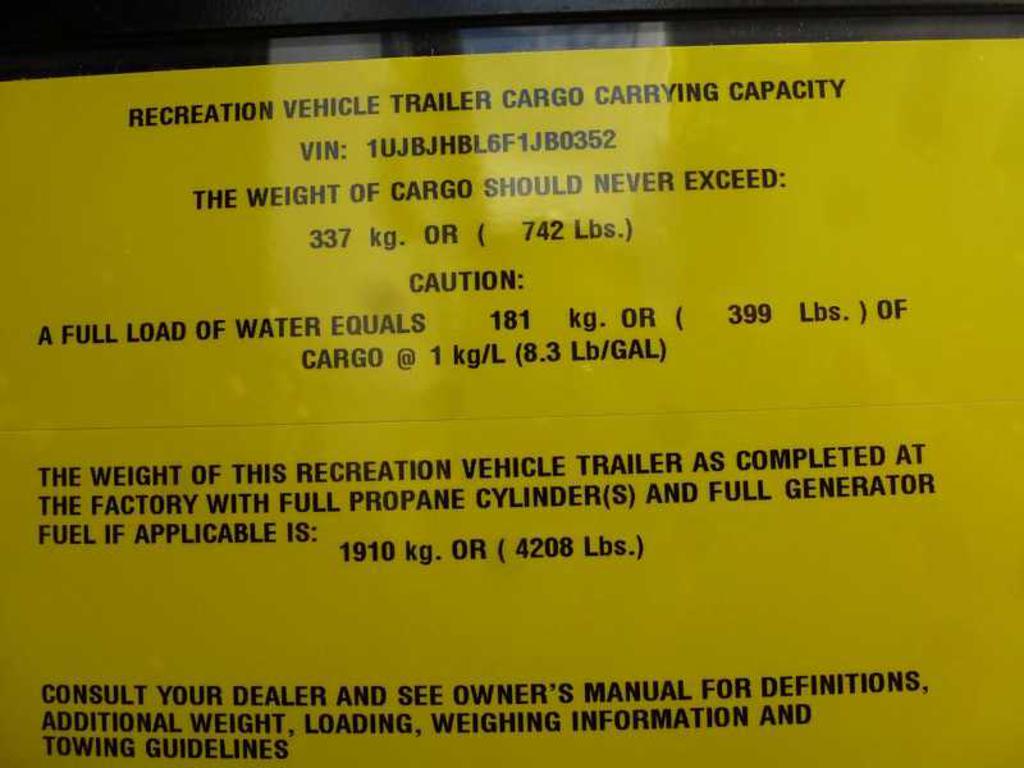 RECREATION VEHICLE TRAILER CARGO CARRYING CAPACITY
VIN: 1UJBJHBL6F1JB0352
THE WEIGHT OF CARGO SHOULD NEVER EXCEED:
337 kg. OR ( 742 Lbs.)
CAUTION:
A FULL LOAD OF WATER EQUALS 181 kg. OR ( 399 Lbs. ) OF
CARGO @ 1 kg/L (8.3 Lb/GAL)
THE WEIGHT OF THIS RECREATION VEHICLE TRAILER AS COMPLETED AT
THE FACTORY WITH FULL PROPANE CYLINDER(S) AND FULL GENERATOR
FUEL IF APPLICABLE IS:
1910 kg. OR ( 4208 Lbs.)
CONSULT YOUR DEALER AND SEE OWNER'S MANUAL FOR DEFINITIONS,
ADDITIONAL WEIGHT, LOADING, WEIGHING INFORMATION AND
TOWING GUIDELINES